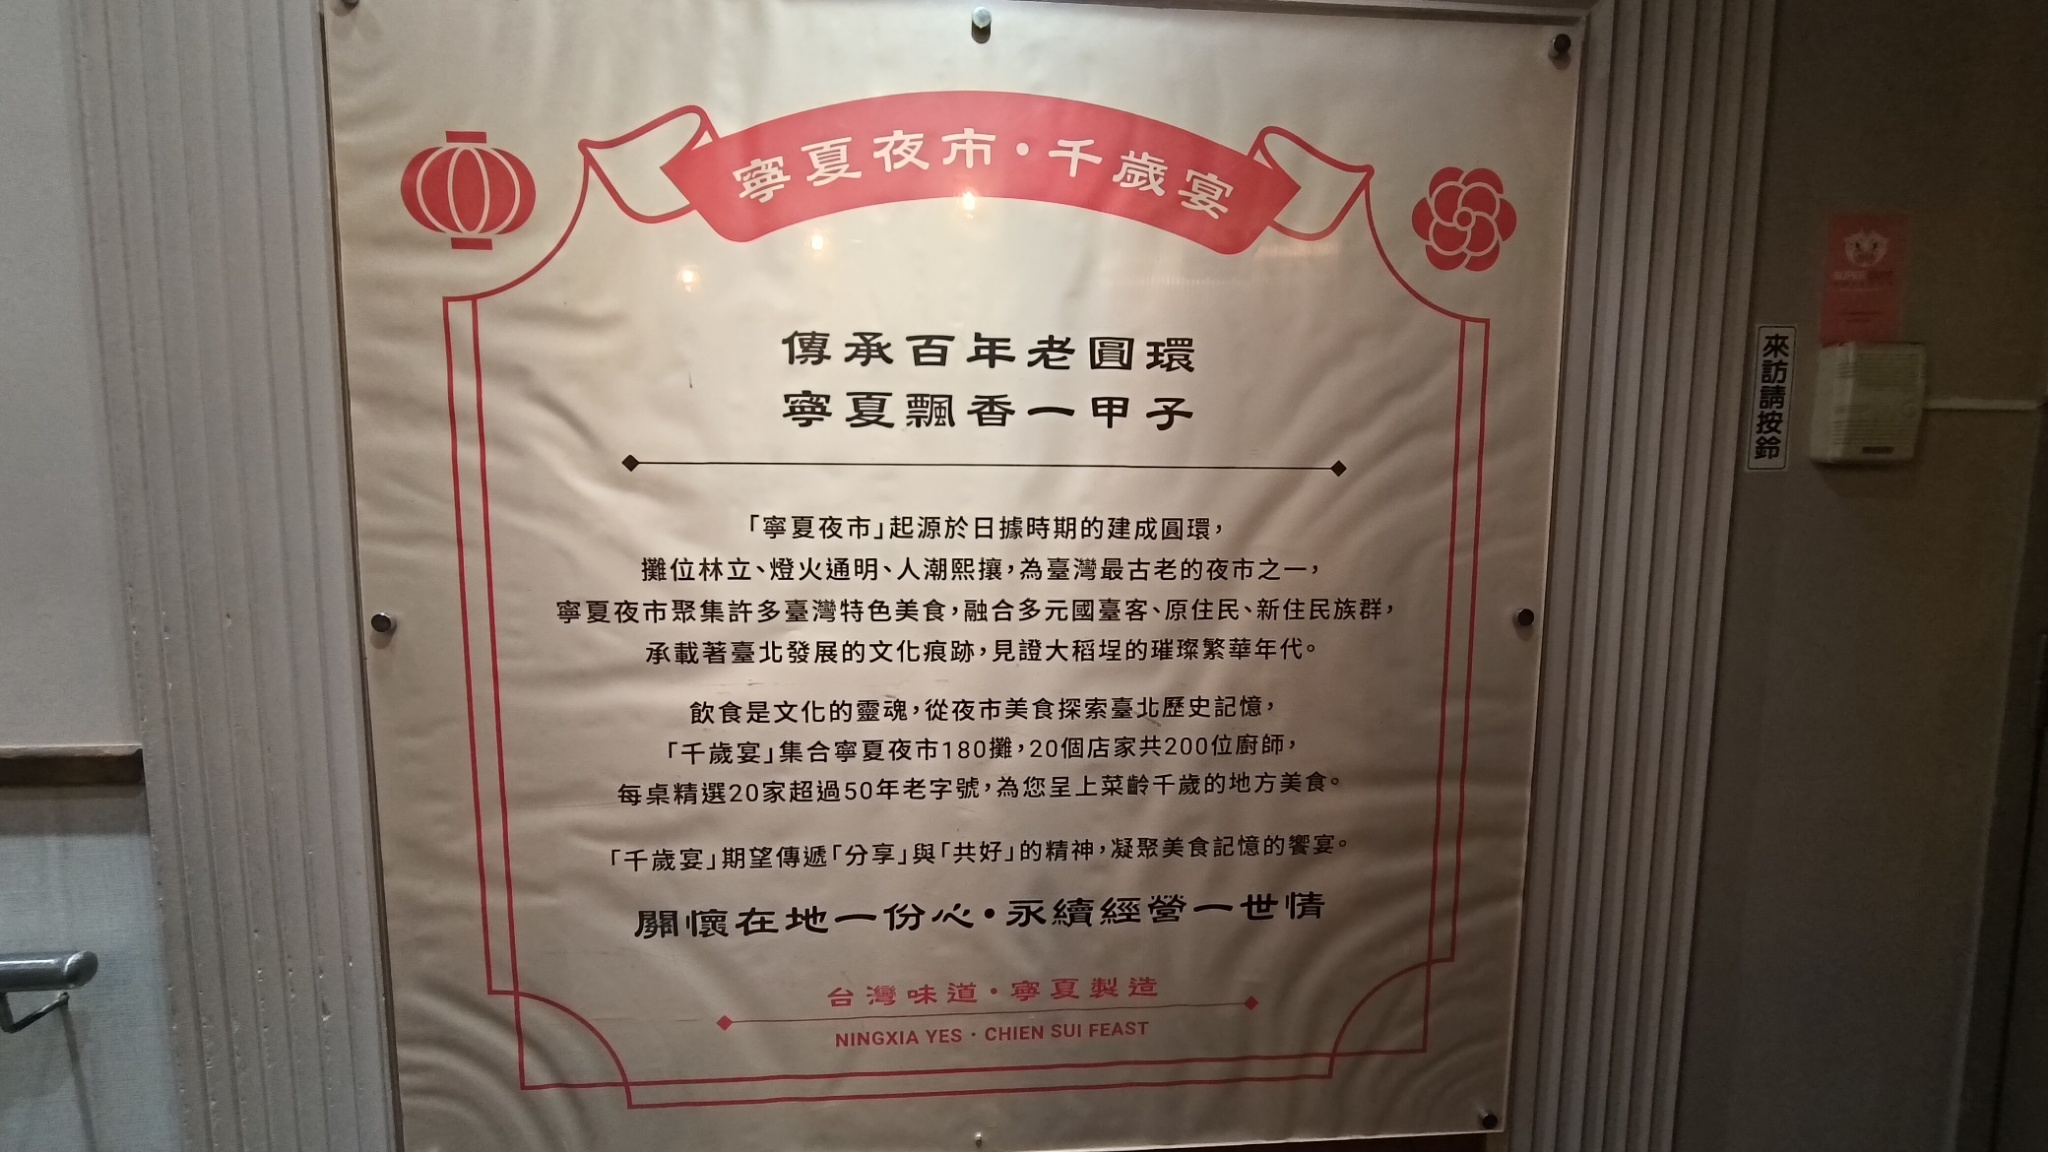 寧夏夜市・千歲宴
傳承百年老圓環
寧夏飄香一甲子
「寧夏夜市」起源於日據時期的建成圓環，
攤位林立、燈火通明、人潮熙攘，為臺灣最古老的夜市之一，
寧夏夜市聚集許多臺灣特色美食，融合多元國臺客、原住民、新住民族群，
承載著臺北發展的文化痕跡，見證大稻埕的璀璨繁華年代。
飲食是文化的靈魂，從夜市美食探索臺北歷史記憶，
「千歲宴」集合寧夏夜市180攤，20個店家共200位廚師，
每桌精選20家超過50年老字號，為您呈上菜齡千歲的地方美食。
「千歲宴」期望傳遞「分享」與「共好」的精神，凝聚美食記憶的饗宴。
關懷在地一份心・永續經營一世情
台灣味道・寧夏製造
NINGXIA YES・CHIEN SUI FEAST
來訪請按鈴